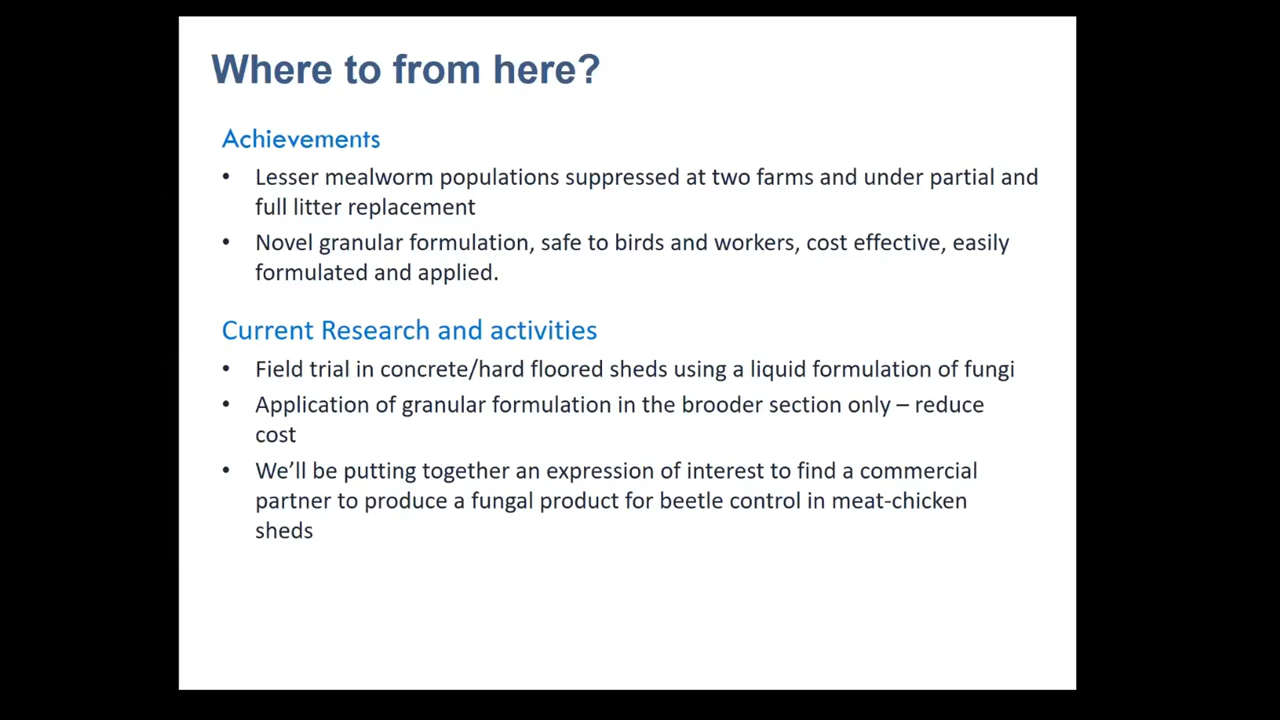 Where to from here?
Achievements
• Lesser mealworm populations suppressed at two farms and under partial and
full litter replacement
• Novel granular formulation, safe to birds and workers, cost effective, easily
formulated and applied.
Current Research and activities
• Field trial in concrete/hard floored sheds using a liquid formulation of fungi
• Application of granular formulation in the brooder section only – reduce
cost
• We’ll be putting together an expression of interest to find a commercial
partner to produce a fungal product for beetle control in meat-chicken
sheds